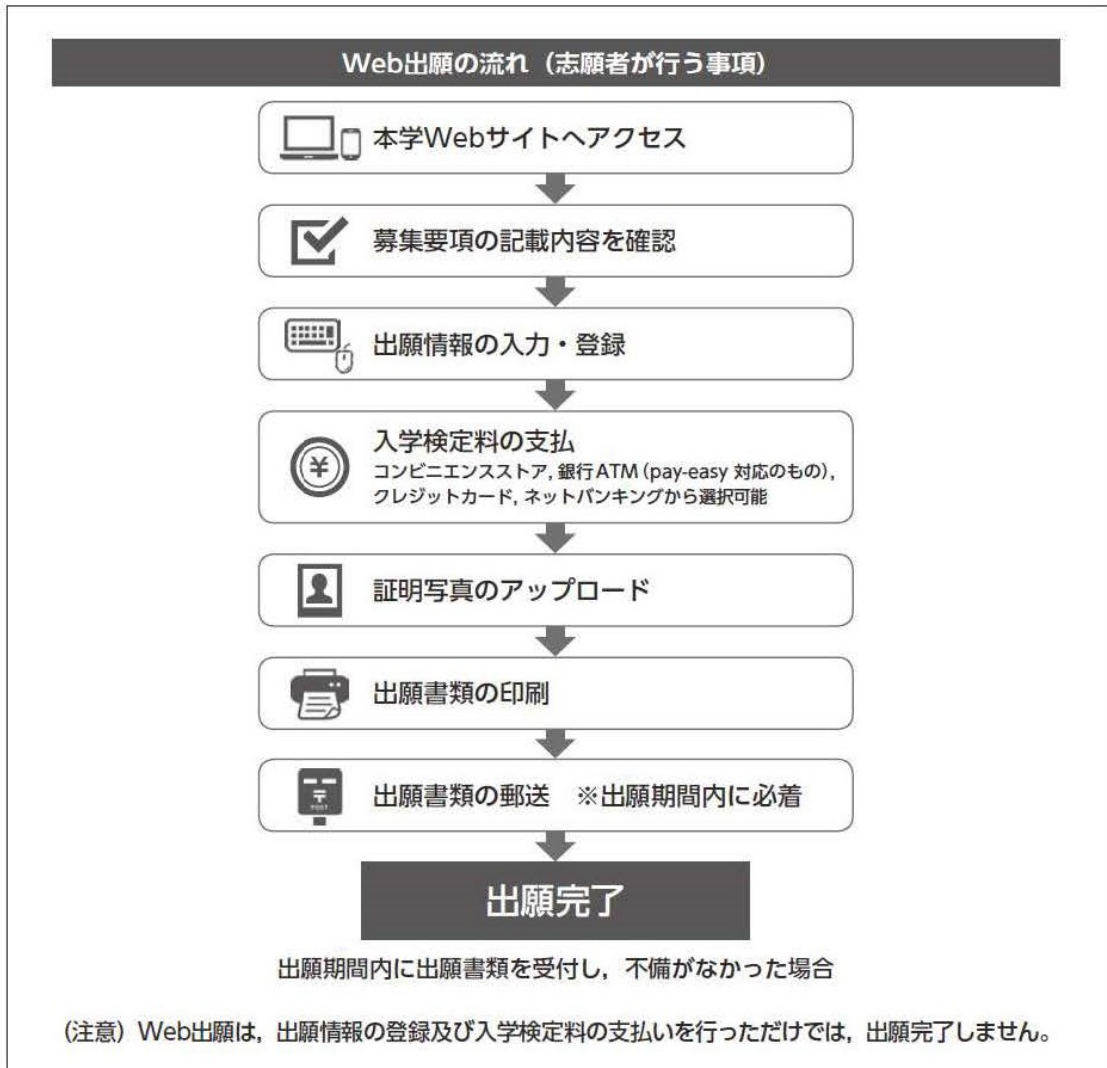 Web出願の流れ（志願者が行う事項）
本学Webサイトへアクセス
募集要項の記載内容を確認
出願情報の入力・登録
¥
入学検定料の支払
コンビニエンスストア, 銀行ATM（pay-easy 対応のもの）,
クレジットカード, ネットバンキングから選択可能
証明写真のアップロード
出願書類の印刷
〒
POST
出願書類の郵送　※出願期間内に必着
出願完了
出願期間内に出願書類を受付し，不備がなかった場合
（注意）Web出願は，出願情報の登録及び入学検定料の支払いを行っただけでは，出願完了しません。